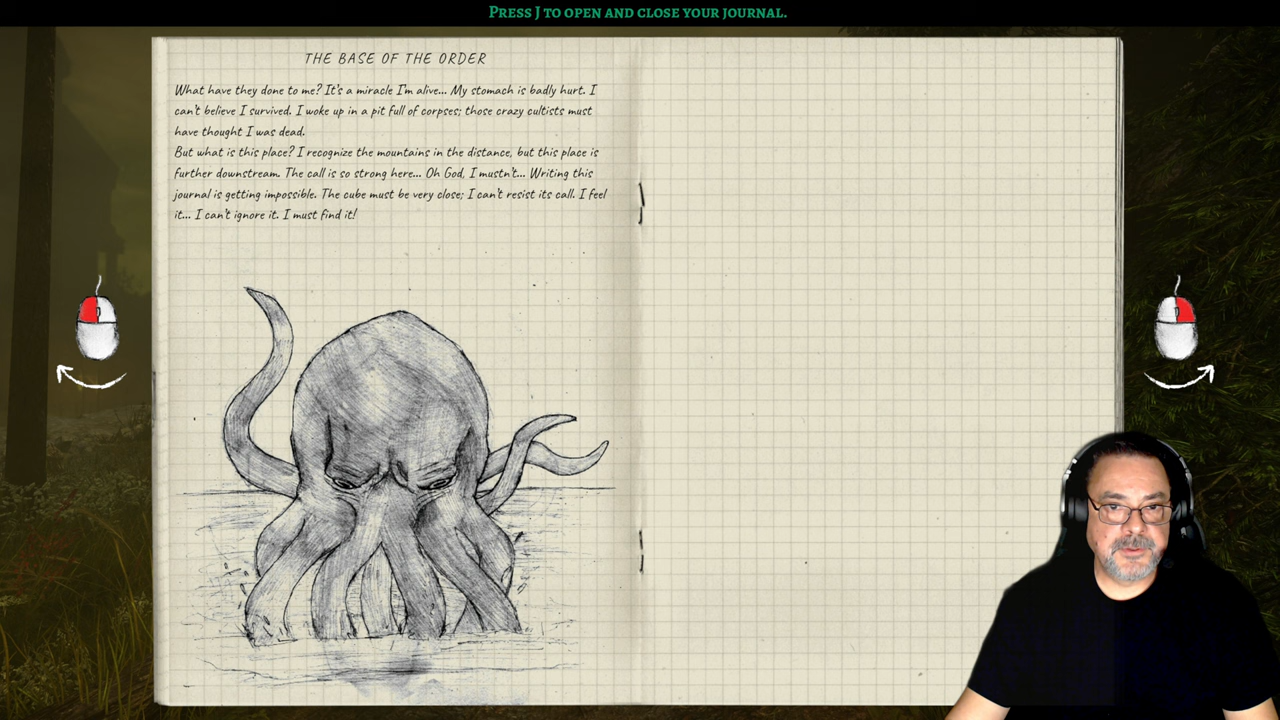 PRESS J TO OPEN AND CLOSE YOUR JOURNAL.
THE BASE OF THE ORDER
What have they done to me? It's a miracle I'm alive... My stomach is badly hurt. I
can't believe I survived. I woke up in a pit full of corpses; those crazy cultists must
have thought I was dead.
But what is this place? I recognize the mountains in the distance, but this place is
further downstream. The call is so strong here... Oh God, I mustn't... Writing this
journal is getting impossible. The cube must be very close; I can't resist its call. I feel
it... I can't ignore it. I must find it!